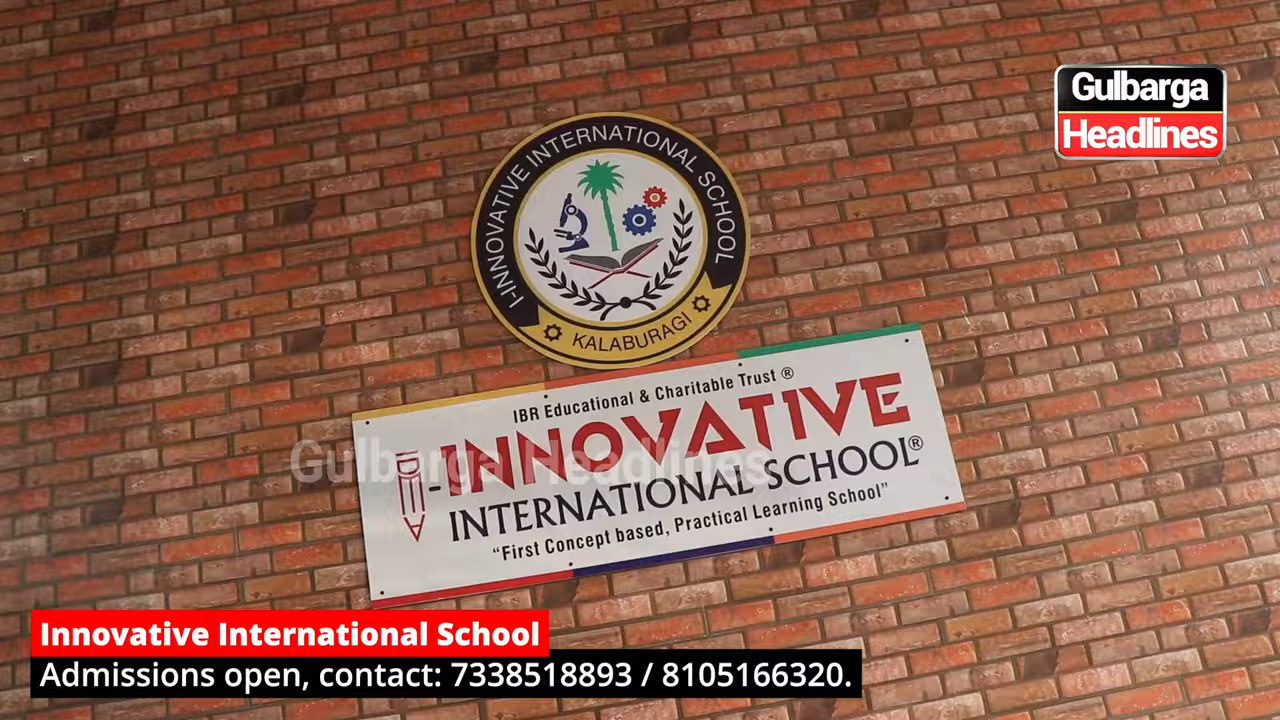 Gulbarga
Headlines
I-INNOVATIVE INTERNATIONAL SCHOOL
KALABURAGI
IBR Educational & Charitable Trust ®
IDEA-INNOVATIVE
INTERNATIONAL SCHOOL®
“First Concept based, Practical Learning School”
Gulbarga Headlines
Innovative International School
Admissions open, contact: 7338518893 / 8105166320.